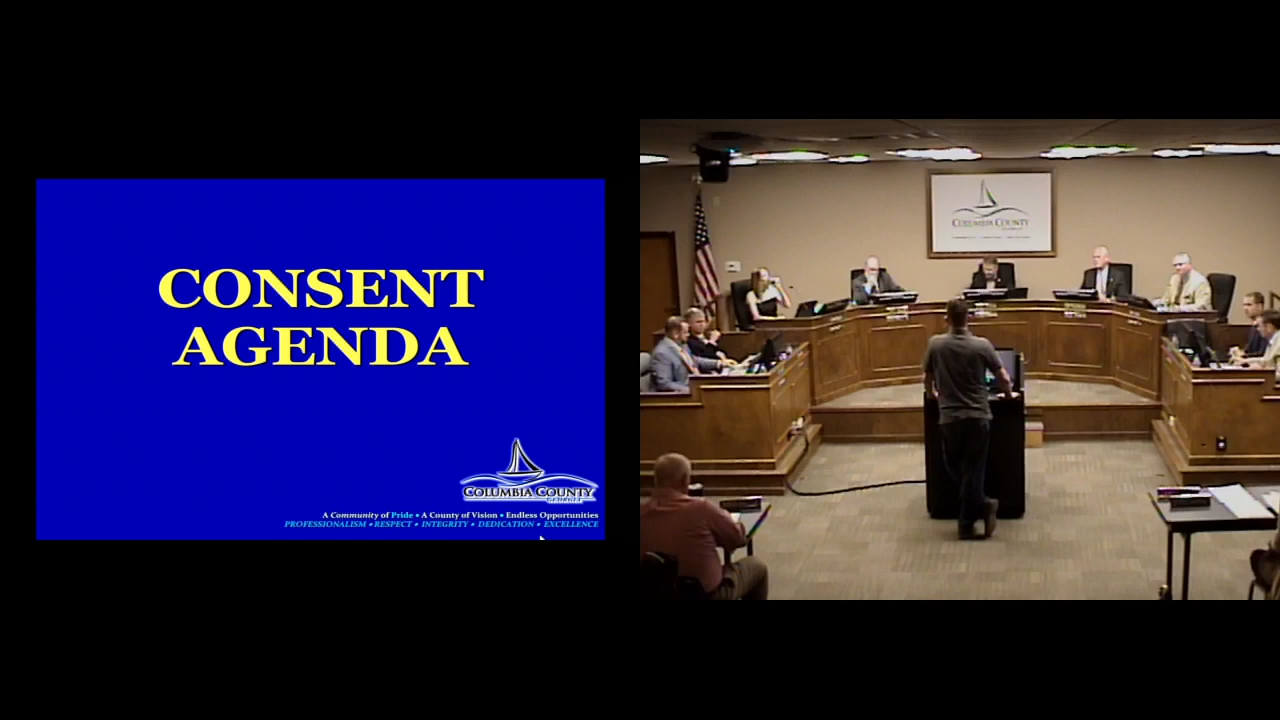 CONSENT
AGENDA
COLUMBIA COUNTY
GEORGIA
A Community of Pride • A County of Vision • Endless Opportunities
PROFESSIONALISM • RESPECT • INTEGRITY • DEDICATION • EXCELLENCE
COLUMBIA COUNTY